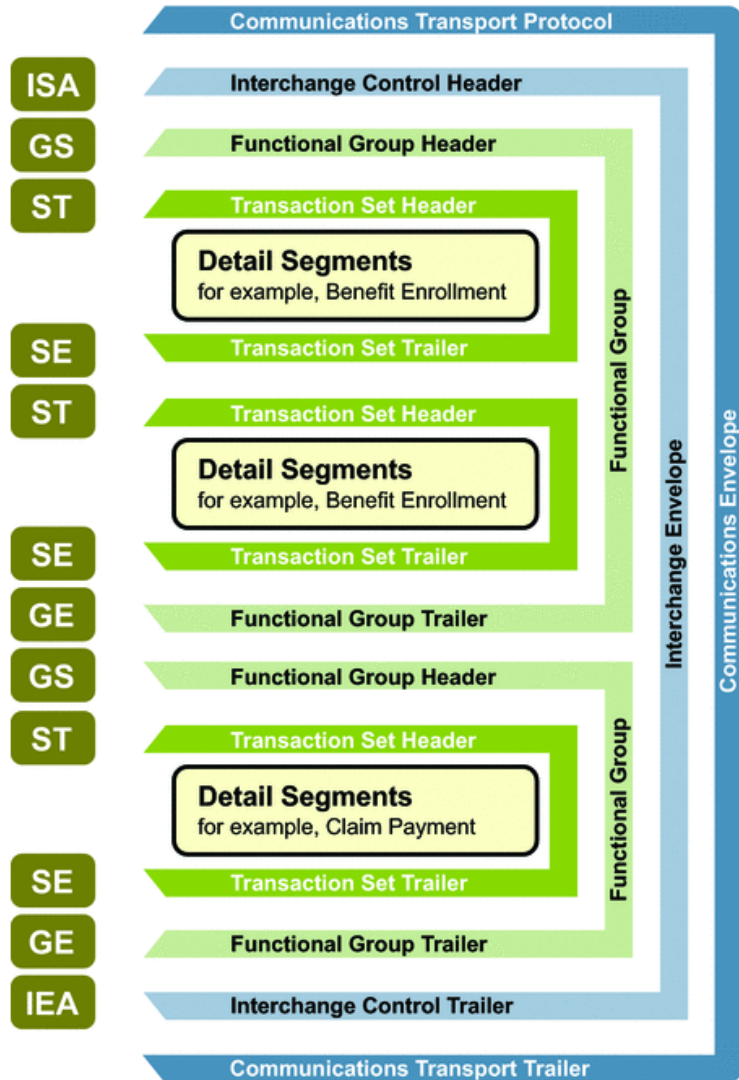 Communications Transport Protocol
ISA
Interchange Control Header
GS
Functional Group Header
ST
Transaction Set Header
Detail Segments
for example, Benefit Enrollment
SE
Transaction Set Trailer
ST
Transaction Set Header
Detail Segments
for example, Benefit Enrollment
SE
Transaction Set Trailer
GE
Functional Group Trailer
Functional Group
GS
Functional Group Header
ST
Transaction Set Header
Detail Segments
for example, Claim Payment
SE
Transaction Set Trailer
GE
Functional Group Trailer
Functional Group
IEA
Interchange Control Trailer
Interchange Envelope
Communications Transport Trailer
Communications Envelope